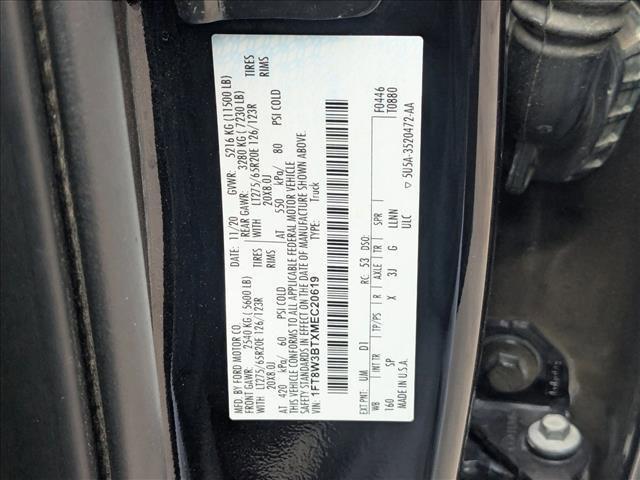 MFD. BY FORD MOTOR CO.
DATE: 11/20 GVWR: 5216 KG (11500 LB)
FRONT GAWR: 2540 KG (5600 LB) REAR GAWR: 3280 KG (7230 LB)
WITH LT275/65R20E 126/123R TIRES WITH LT275/65R20E 126/123R TIRES
20X8.0J RIMS 20X8.0J RIMS
AT 420 kPa/ 60 PSI COLD AT 550 kPa/ 80 PSI COLD
THIS VEHICLE CONFORMS TO ALL APPLICABLE FEDERAL MOTOR VEHICLE
SAFETY STANDARDS IN EFFECT ON THE DATE OF MANUFACTURE SHOWN ABOVE.
VIN: 1FT8W3BTXMEC20619 Truck
F0446
T0880
EXT PNT: UM D1 RC: 53 DSO:
WB INT TR TP/PS R AXLE TR SPR
160 SP X 3J G LLNN
ULC
MADE IN U.S.A. 5U5A-3520472-AA